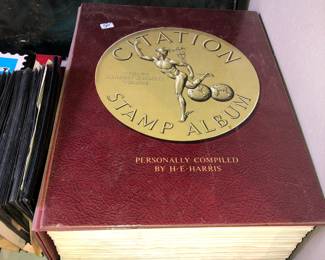 CITATION
STAMP ALBUM
PERSONALLY COMPILED
BY H·E·HARRIS